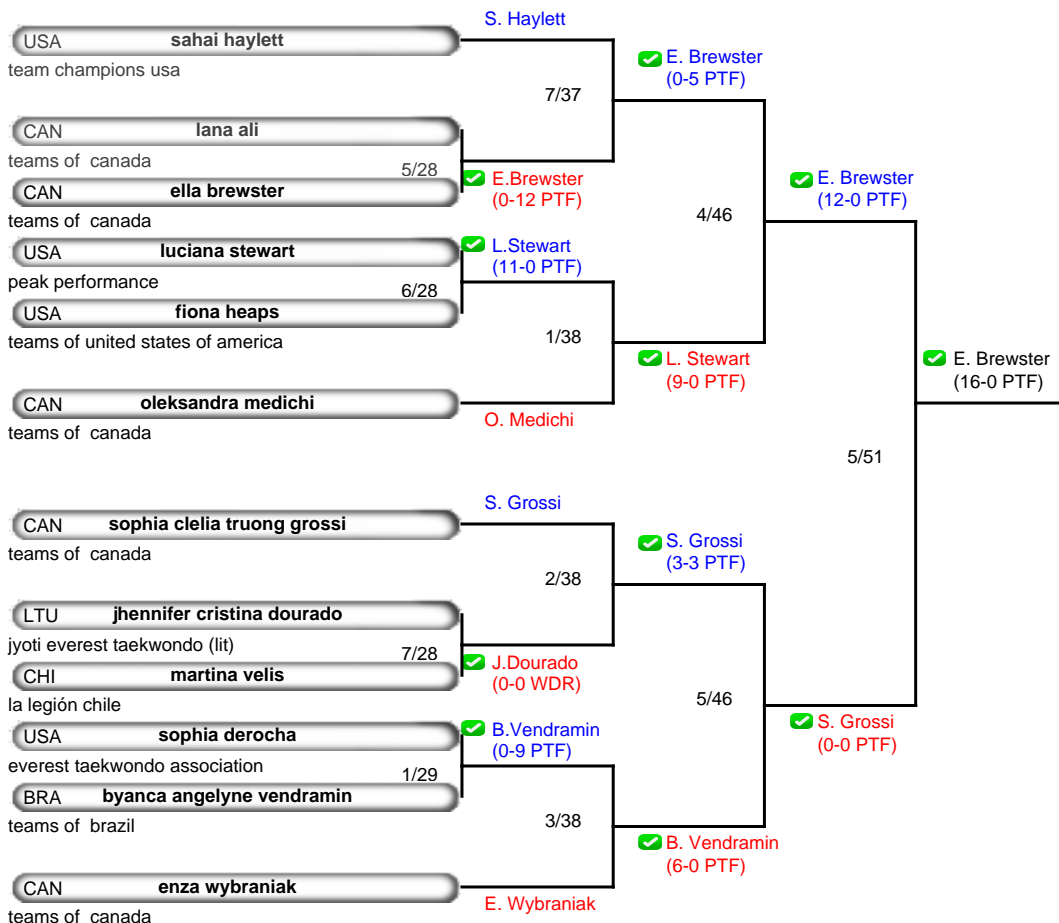 S. Haylett
USA sahai haylett
team champions usa
E. Brewster
(0-5 PTF)
7/37
CAN lana ali
teams of canada
5/28
CAN ella brewster
teams of canada
E.Brewster
(0-12 PTF)
E. Brewster
(12-0 PTF)
4/46
USA luciana stewart
peak performance
L.Stewart
(11-0 PTF)
6/28
USA fiona heaps
teams of united states of america
1/38
L. Stewart
(9-0 PTF)
E. Brewster
(16-0 PTF)
CAN oleksandra medichi
teams of canada
O. Medichi
5/51
S. Grossi
CAN sophia clelia truong grossi
teams of canada
S. Grossi
(3-3 PTF)
2/38
LTU jhennifer cristina dourado
jyoti everest taekwondo (lit)
7/28
CHI martina velis
la legión chile
J.Dourado
(0-0 WDR)
5/46
S. Grossi
(0-0 PTF)
USA sophia derocha
everest taekwondo association
B.Vendramin
(0-9 PTF)
1/29
BRA byanca angelyne vendramin
teams of brazil
3/38
B. Vendramin
(6-0 PTF)
CAN enza wybraniak
teams of canada
E. Wybraniak